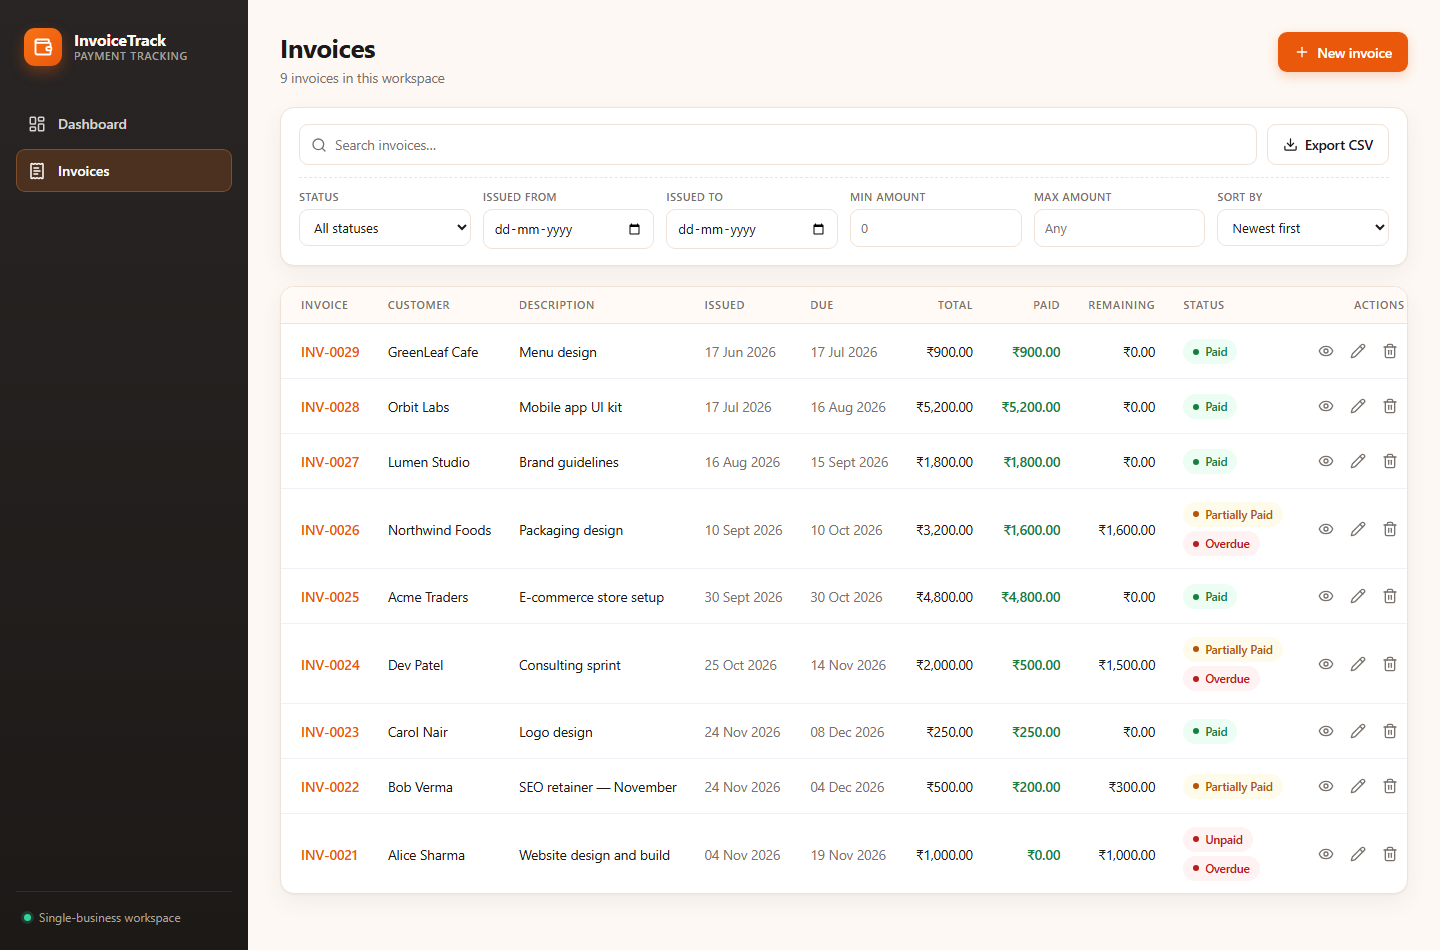 InvoiceTrack
PAYMENT TRACKING
Dashboard
Invoices
Single-business workspace
Invoices
9 invoices in this workspace
New invoice
Search invoices...
Export CSV
STATUS ISSUED FROM ISSUED TO MIN AMOUNT MAX AMOUNT SORT BY
All statuses dd-mm-yyyy dd-mm-yyyy 0 Any Newest first
INVOICE CUSTOMER DESCRIPTION ISSUED DUE TOTAL PAID REMAINING STATUS ACTIONS
INV-0029 GreenLeaf Cafe Menu design 17 Jun 2026 17 Jul 2026 ₹900.00 ₹900.00 ₹0.00 Paid
INV-0028 Orbit Labs Mobile app UI kit 17 Jul 2026 16 Aug 2026 ₹5,200.00 ₹5,200.00 ₹0.00 Paid
INV-0027 Lumen Studio Brand guidelines 16 Aug 2026 15 Sept 2026 ₹1,800.00 ₹1,800.00 ₹0.00 Paid
INV-0026 Northwind Foods Packaging design 10 Sept 2026 10 Oct 2026 ₹3,200.00 ₹1,600.00 ₹1,600.00 Partially Paid
Overdue
INV-0025 Acme Traders E-commerce store setup 30 Sept 2026 30 Oct 2026 ₹4,800.00 ₹4,800.00 ₹0.00 Paid
INV-0024 Dev Patel Consulting sprint 25 Oct 2026 14 Nov 2026 ₹2,000.00 ₹500.00 ₹1,500.00 Partially Paid
Overdue
INV-0023 Carol Nair Logo design 24 Nov 2026 08 Dec 2026 ₹250.00 ₹250.00 ₹0.00 Paid
INV-0022 Bob Verma SEO retainer — November 24 Nov 2026 04 Dec 2026 ₹500.00 ₹200.00 ₹300.00 Partially Paid
INV-0021 Alice Sharma Website design and build 04 Nov 2026 19 Nov 2026 ₹1,000.00 ₹0.00 ₹1,000.00 Unpaid
Overdue